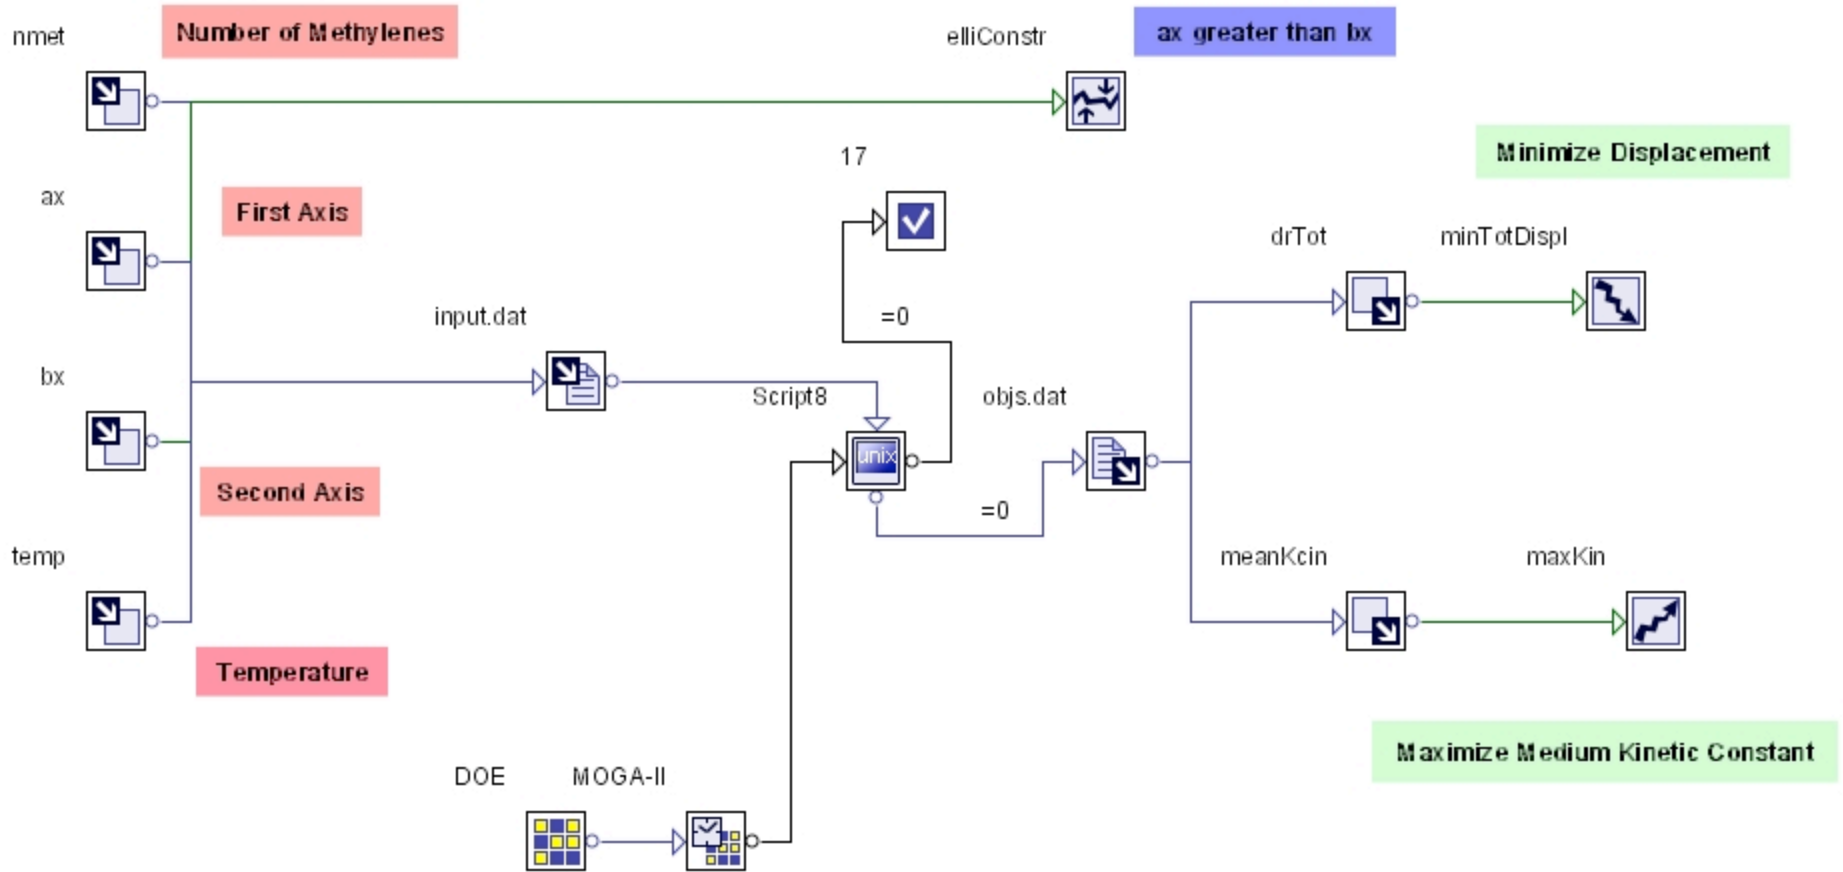 nmet
Number of Methylenes
elliConstr
ax greater than bx
17
Minimize Displacement
ax
First Axis
drTot
minTotDispl
input.dat
=0
bx
Script8
objs.dat
unix
Second Axis
=0
temp
meanKcin
maxKin
Temperature
Maximize Medium Kinetic Constant
DOE
MOGA-II